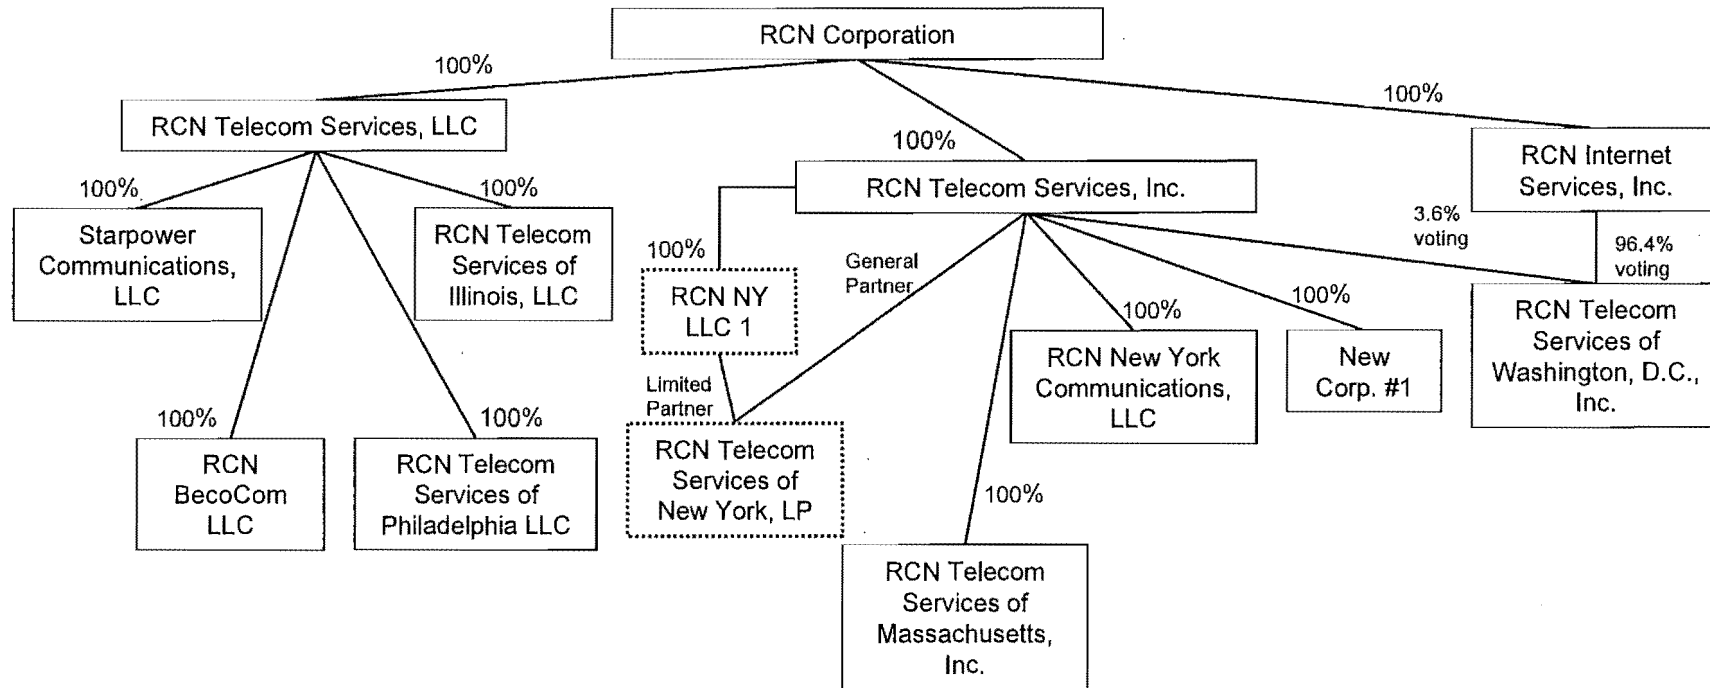 RCN Corporation
100%
100%
100%
RCN Telecom Services, LLC
RCN Telecom Services, Inc.
RCN Internet
Services, Inc.
100%
100%
Starpower
Communications,
LLC
RCN Telecom
Services of
Illinois, LLC
100%
100%
RCN
BecoCom
LLC
RCN Telecom
Services of
Philadelphia LLC
100%
RCN NY
LLC 1
General
Partner
Limited
Partner
RCN Telecom
Services of
New York, LP
100%
RCN Telecom
Services of
Massachusetts,
Inc.
100%
RCN New York
Communications,
LLC
100%
New
Corp. #1
3.6%
voting
96.4%
voting
RCN Telecom
Services of
Washington, D.C.,
Inc.